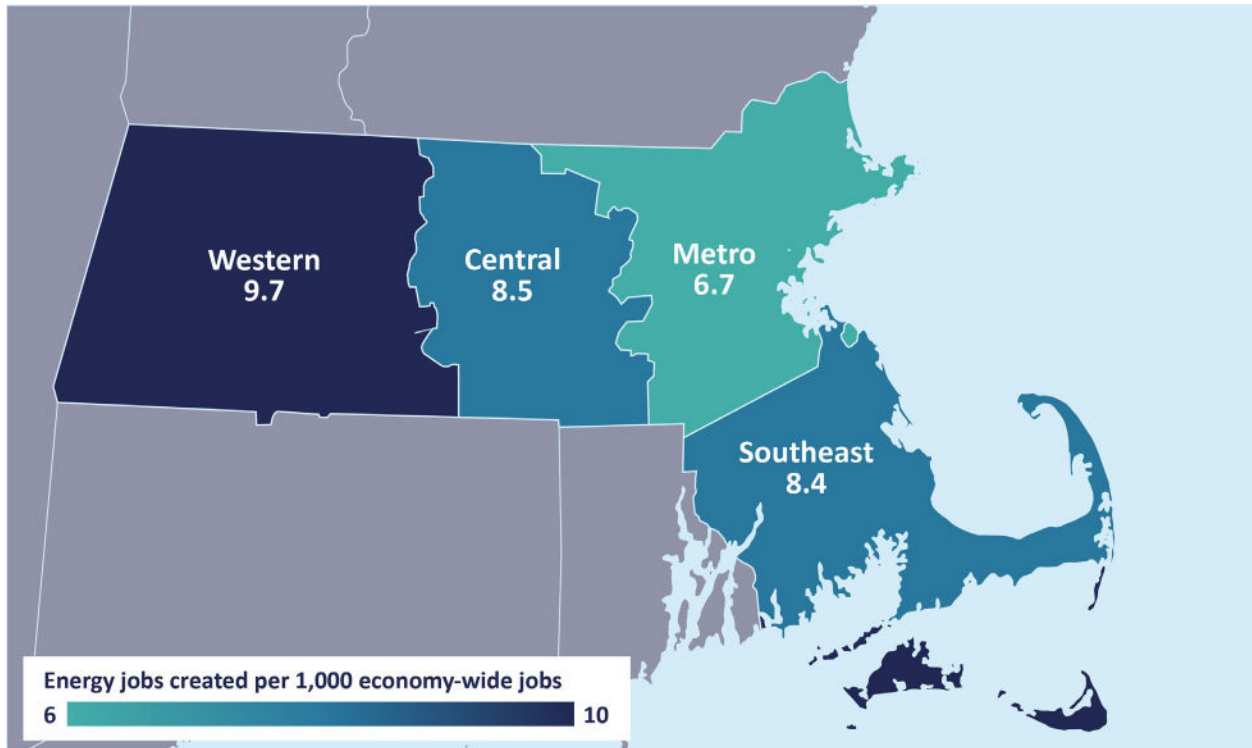 Western
9.7
Central
8.5
Metro
6.7
Southeast
8.4
Energy jobs created per 1,000 economy-wide jobs
6 10